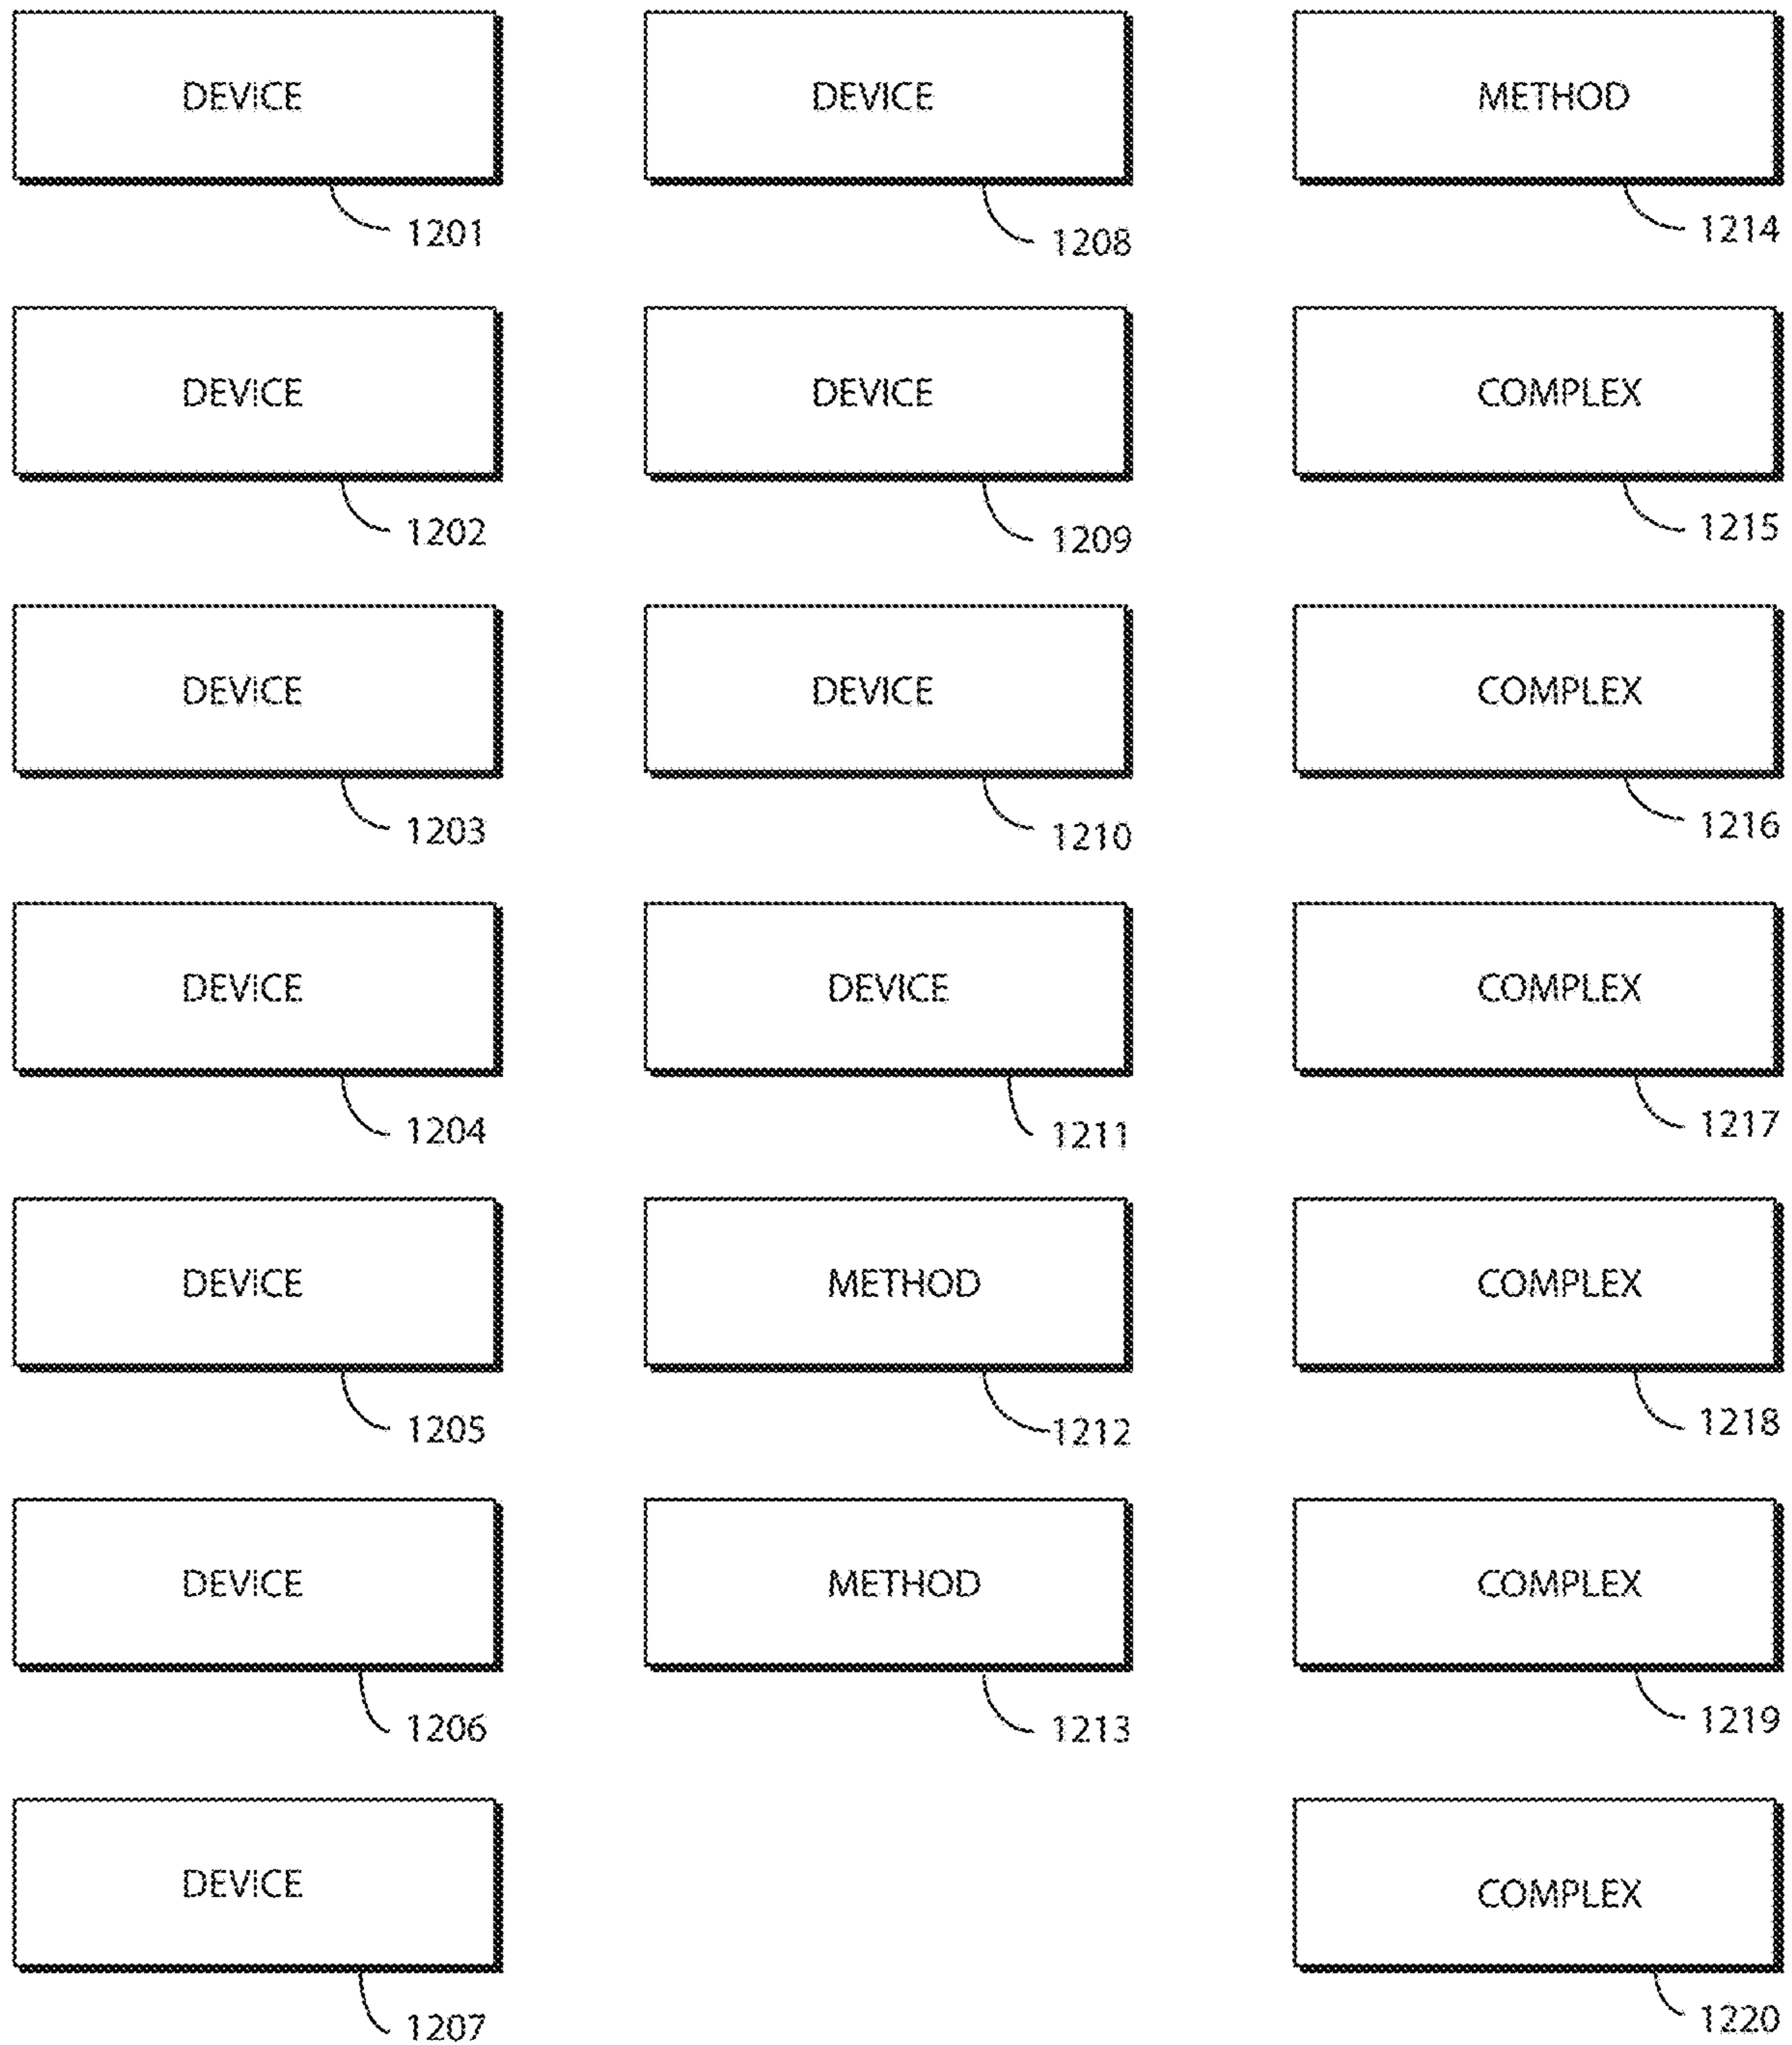 DEVICE
1201
DEVICE
1202
DEVICE
1203
DEVICE
1204
DEVICE
1205
DEVICE
1206
DEVICE
1207
DEVICE
1208
DEVICE
1209
DEVICE
1210
DEVICE
1211
METHOD
1212
METHOD
1213
METHOD
1214
COMPLEX
1215
COMPLEX
1216
COMPLEX
1217
COMPLEX
1218
COMPLEX
1219
COMPLEX
1220